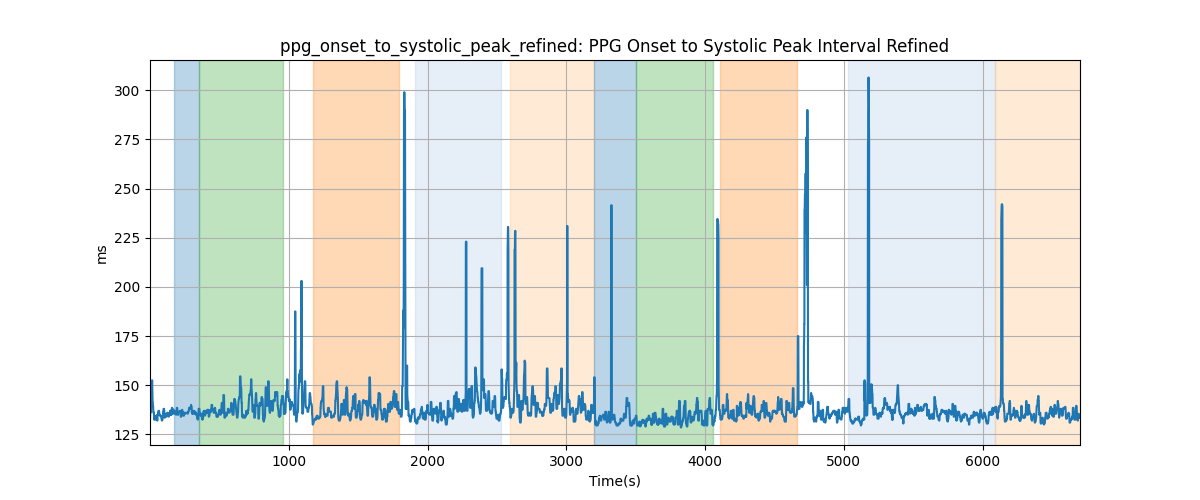 ppg_onset_to_systolic_peak_refined: PPG Onset to Systolic Peak Interval Refined
300
275
250
225
200
175
150
125
ms
1000 2000 3000 4000 5000 6000
Time(s)